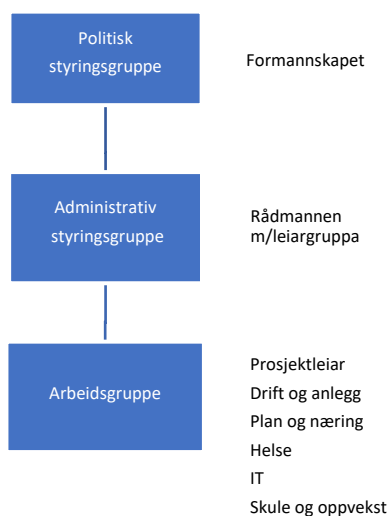 Politisk
styringsgruppe
Formannskapet
Administrativ
styringsgruppe
Rådmannen
m/leiargruppa
Arbeidsgruppe
Prosjektleiar
Drift og anlegg
Plan og næring
Helse
IT
Skule og oppvekst